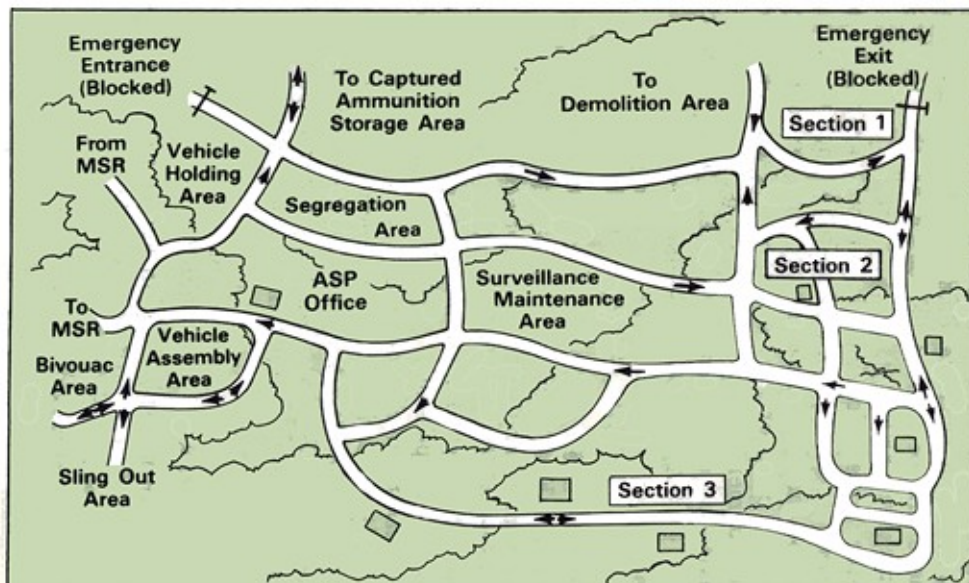 Emergency
Entrance
(Blocked)
To Captured
Ammunition
Storage Area
To
Demolition Area
Emergency
Exit
(Blocked)
Section 1
From
MSR
Vehicle
Holding
Area
Segregation
Area
Section 2
ASP
Office
Surveillance
Maintenance
Area
To
MSR
Vehicle
Assembly
Area
Bivouac
Area
Sling Out
Area
Section 3